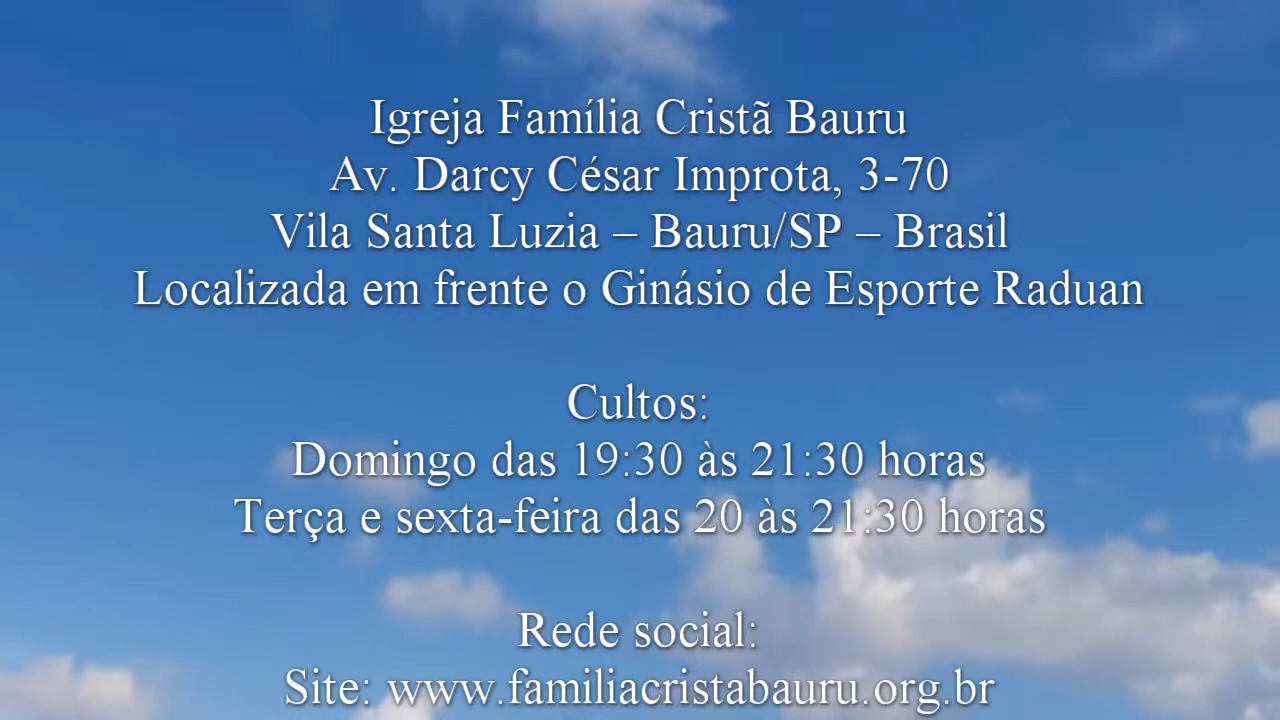 Igreja Família Cristã Bauru
Av. Darcy César Improta, 3-70
Vila Santa Luzia – Bauru/SP – Brasil
Localizada em frente o Ginásio de Esporte Raduan
Cultos:
Domingo das 19:30 às 21:30 horas
Terça e sexta-feira das 20 às 21:30 horas
Rede social:
Site: www.familiacristabauru.org.br